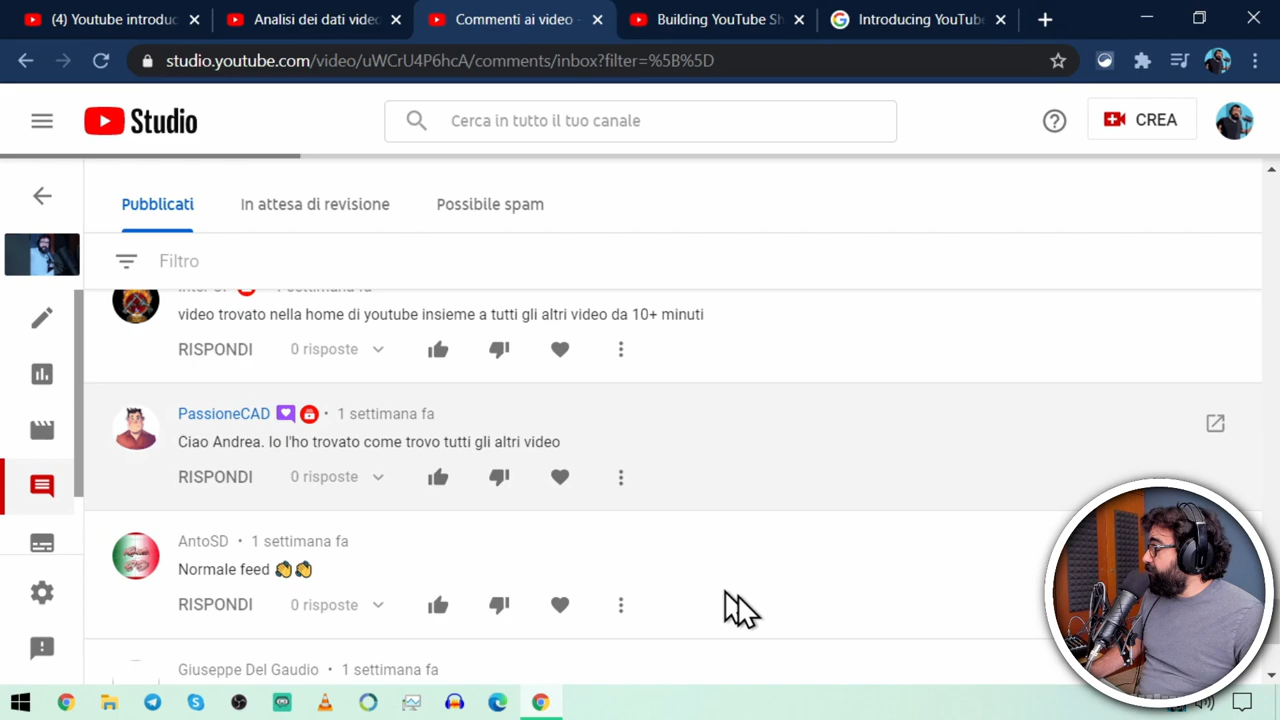 (4) Youtube introduc
Analisi dei dati video
Commenti ai video -
Building YouTube Sh
Introducing YouTube
studio.youtube.com/video/uWCrU4P6hcA/comments/inbox?filter=%5B%5D
Studio
Cerca in tutto il tuo canale
CREA
Pubblicati
In attesa di revisione
Possibile spam
Filtro
1 settimana fa
video trovato nella home di youtube insieme a tutti gli altri video da 10+ minuti
RISPONDI 0 risposte
PassioneCAD • 1 settimana fa
Ciao Andrea. Io l'ho trovato come trovo tutti gli altri video
RISPONDI 0 risposte
AntoSD • 1 settimana fa
Normale feed 👏👏
RISPONDI 0 risposte
Giuseppe Del Gaudio • 1 settimana fa